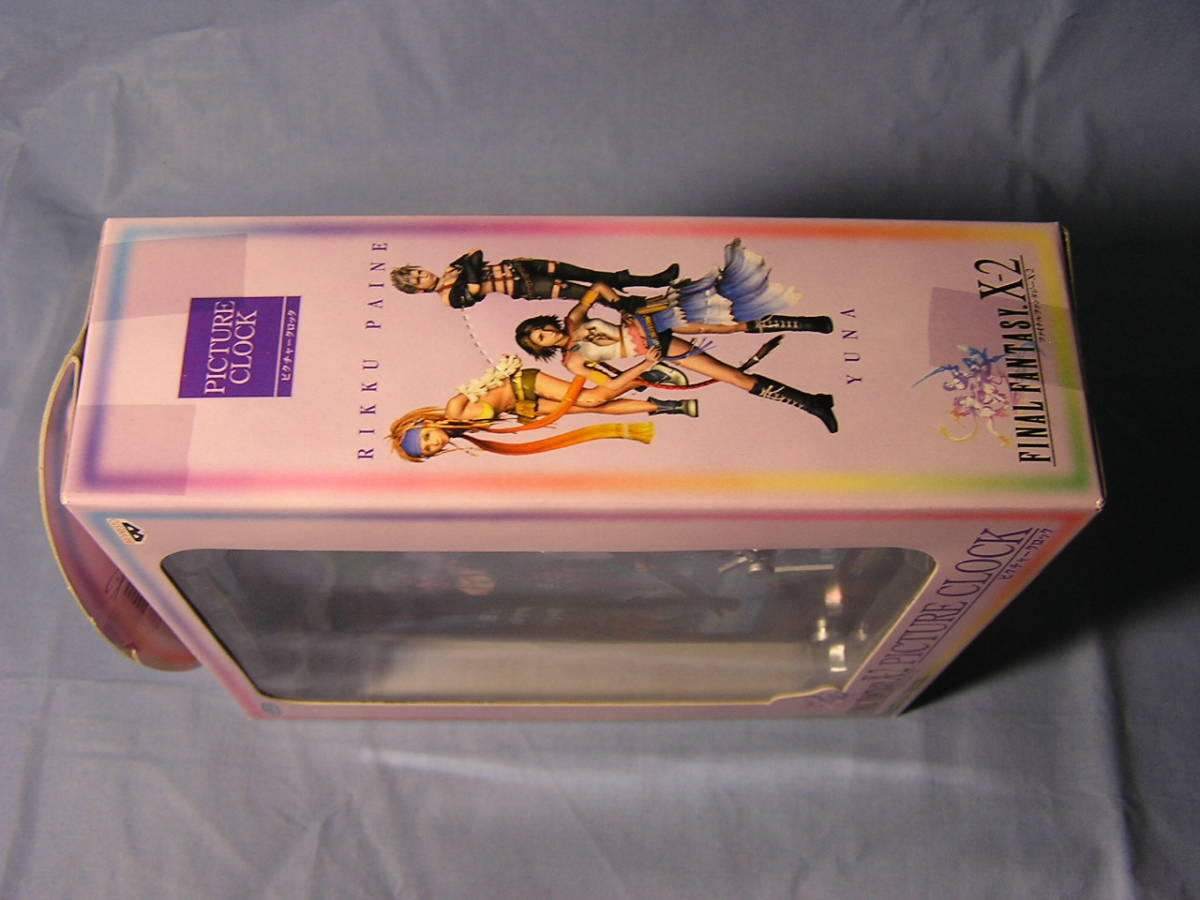 PICTURE
CLOCK
ピクチャークロック
RIKKU PAINE
YUNA
FINAL FANTASY X-2
ファイナルファンタジーX-2
PICTURE CLOCK
ピクチャークロック